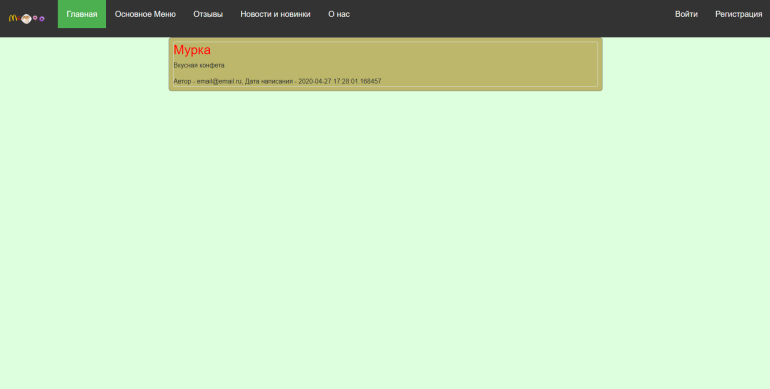 Главная Основное Меню Отзывы Новости и новинки О нас Войти Регистрация
Мурка
Вкусная конфета
Автор - email@email.ru, Дата написания - 2020-04-27 17:28:01.168457